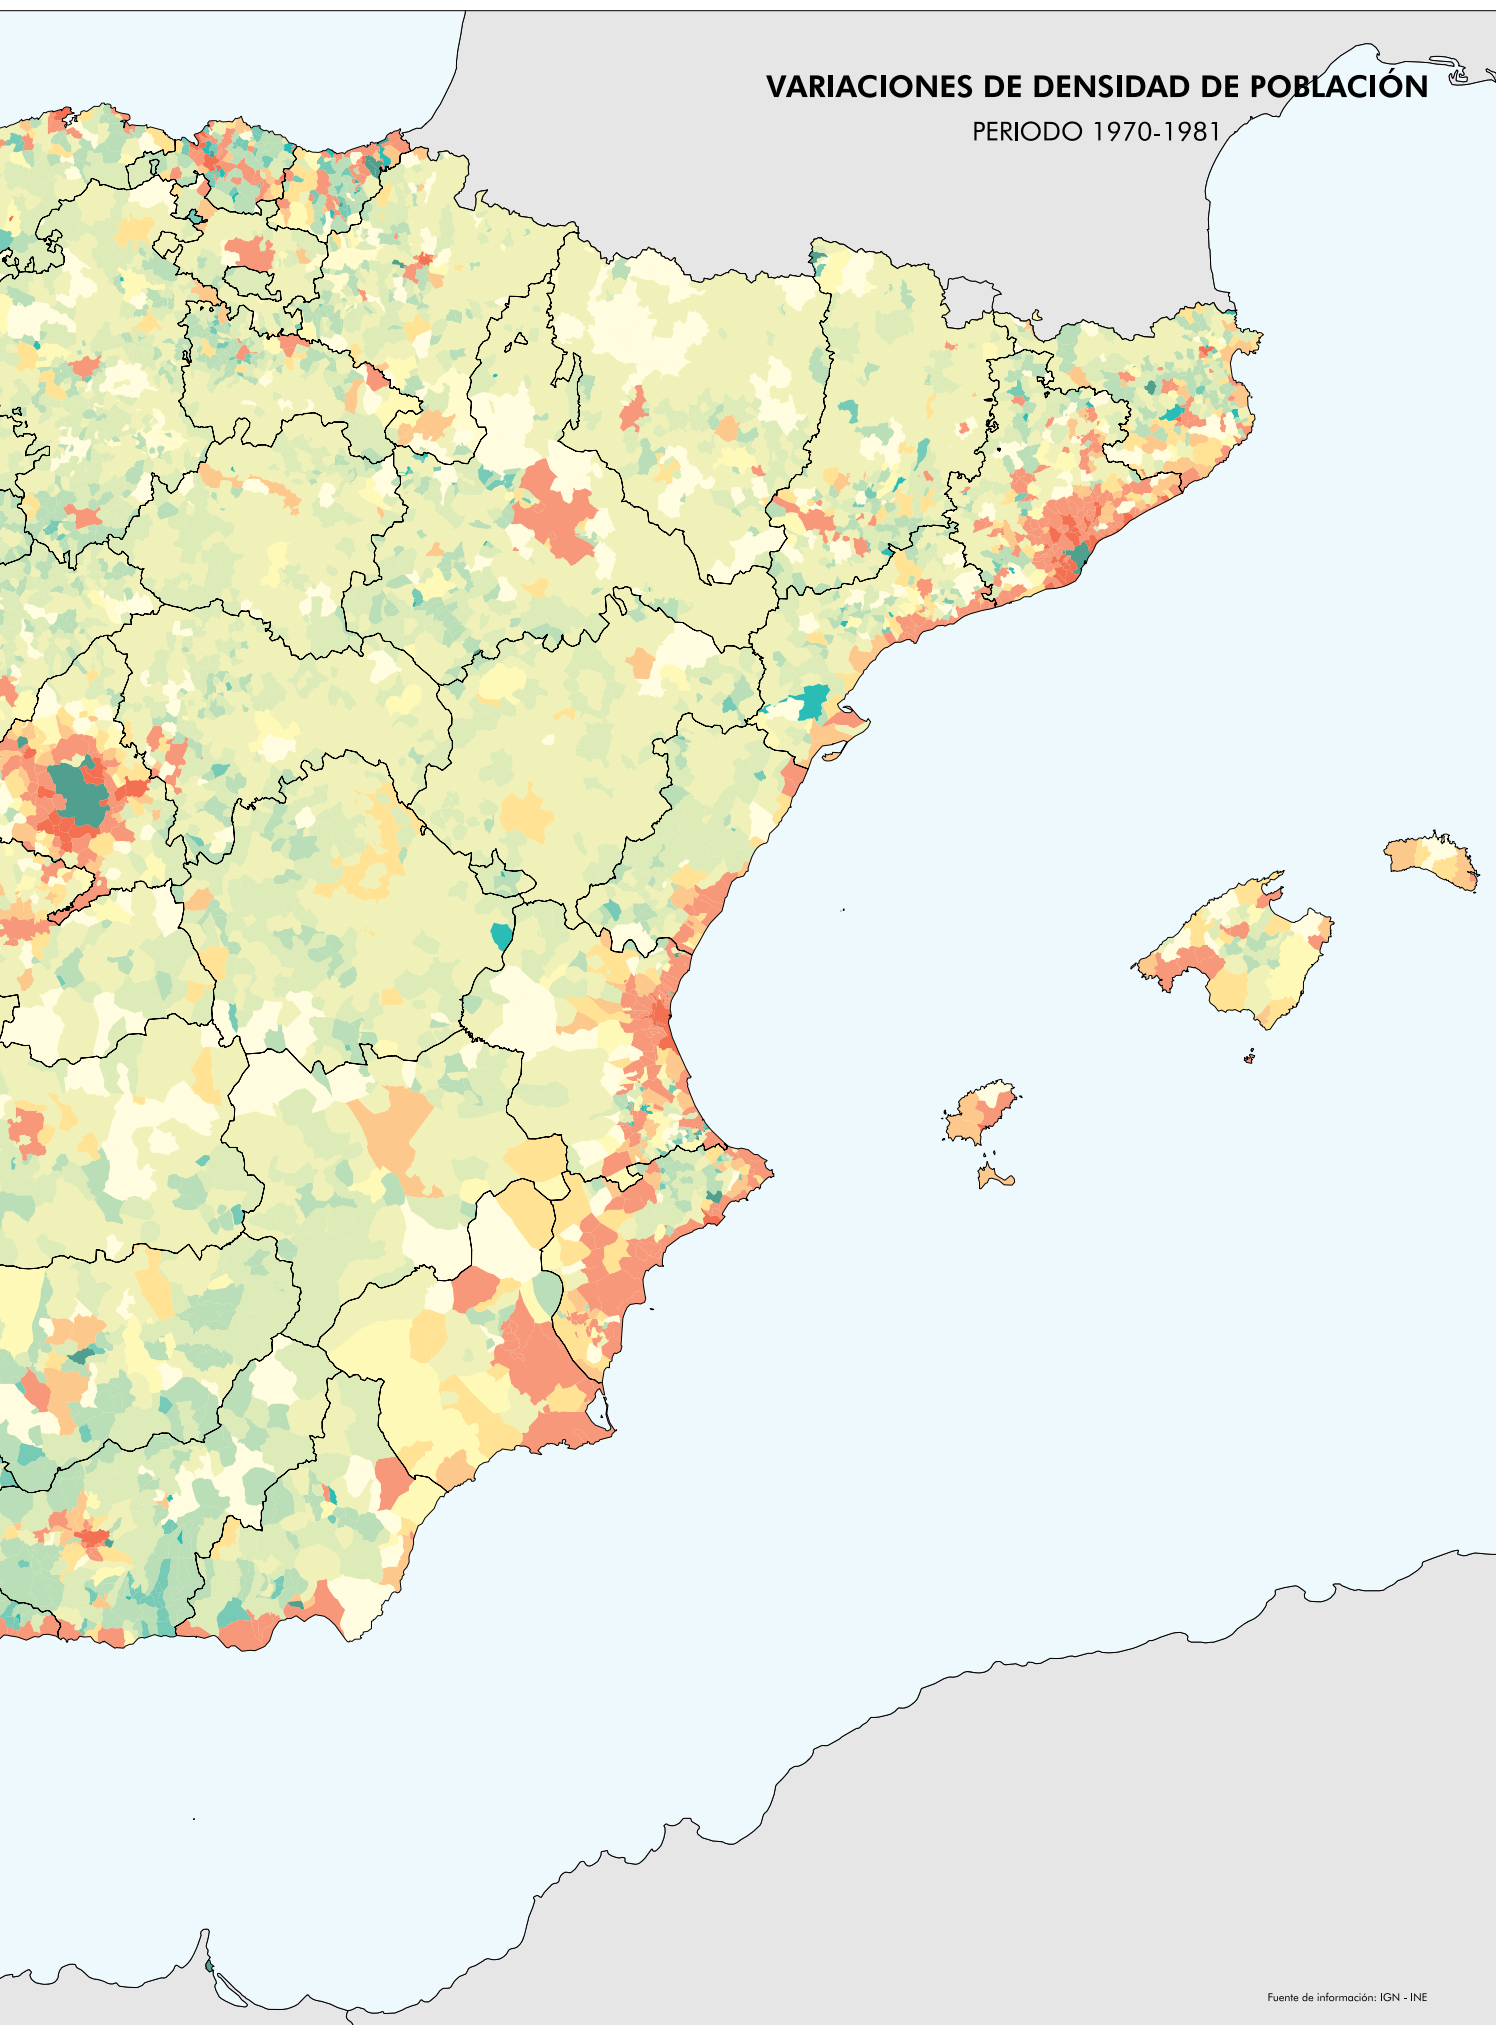 VARIACIONES DE DENSIDAD DE POBLACIÓN
PERIODO 1970-1981
Fuente de información: IGN - INE